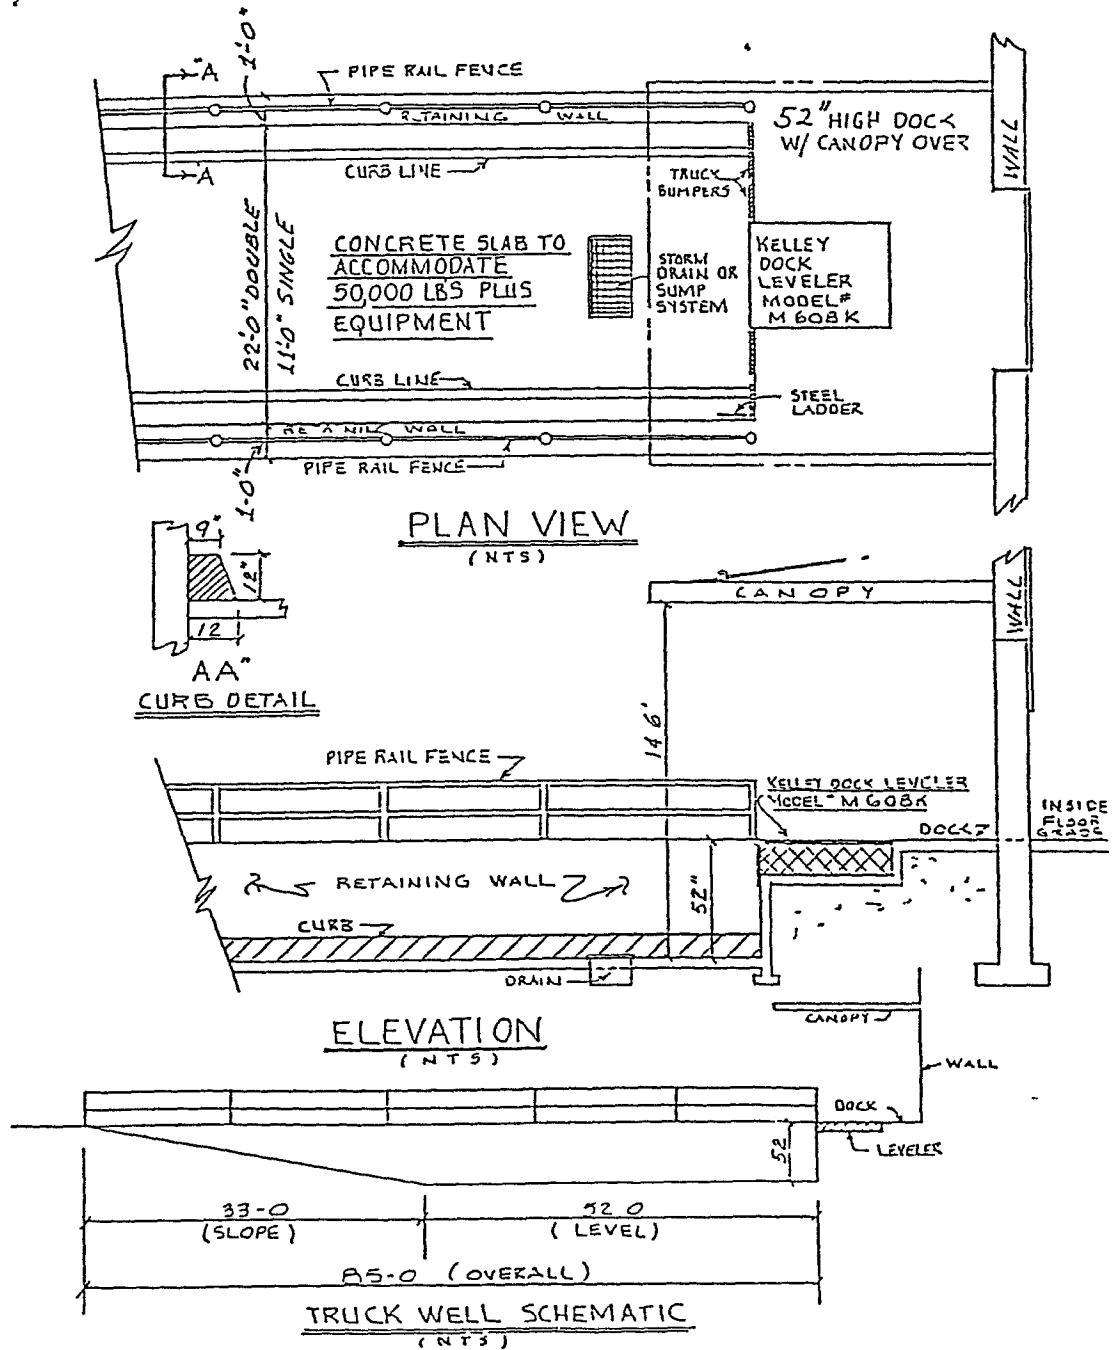 "A
1'-0"
PIPE RAIL FENCE
RETAINING WALL
52" HIGH DOCK
W/ CANOPY OVER
WALL
A
CURB LINE
TRUCK
BUMPERS
22'-0" DOUBLE
11'-0" SINGLE
CONCRETE SLAB TO
ACCOMMODATE
50,000 LBS PLUS
EQUIPMENT
STORM
DRAIN OR
SUMP
SYSTEM
KELLEY
DOCK
LEVELER
MODEL#
M 608K
CURB LINE
STEEL
LADDER
WALL
PIPE RAIL FENCE
1'-0"
PLAN VIEW
(NTS)
9"
12"
12
AA"
CURB DETAIL
CANOPY
WALL
14 6'
PIPE RAIL FENCE
KELLEY DOCK LEVELER
MODEL# M 608K
DOCK
INSIDE
FLOOR
GRADE
RETAINING WALL
52"
CURB
DRAIN
ELEVATION
(NTS)
CANOPY
WALL
DOCK
LEVELER
52
33-0
(SLOPE)
52 0
(LEVEL)
85-0 (OVERALL)
TRUCK WELL SCHEMATIC
(NTS)